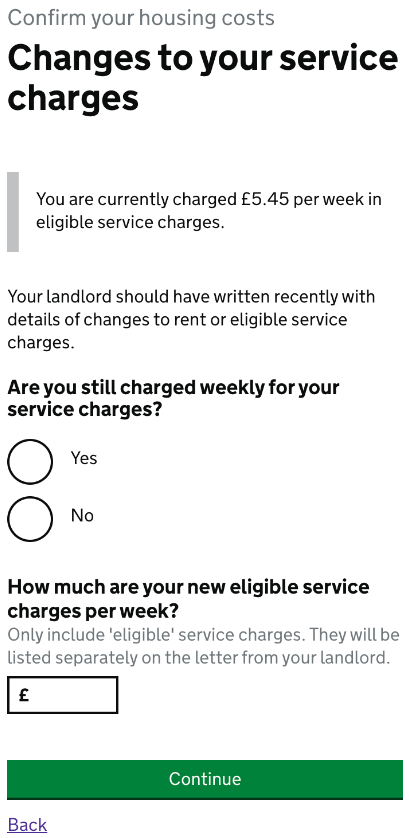 Confirm your housing costs
Changes to your service
charges
You are currently charged £5.45 per week in
eligible service charges.
Your landlord should have written recently with
details of changes to rent or eligible service
charges.
Are you still charged weekly for your
service charges?
Yes
No
How much are your new eligible service
charges per week?
Only include 'eligible' service charges. They will be
listed separately on the letter from your landlord.
£
Continue
Back